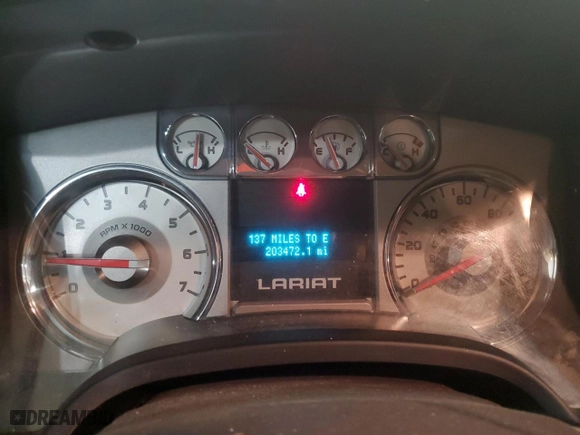 L H
C H
E F
C H
0 1 2 3 4 5 6 7
RPM X 1000
137 MILES TO E
203472.1 mi
LARIAT
0 20 40 60 80